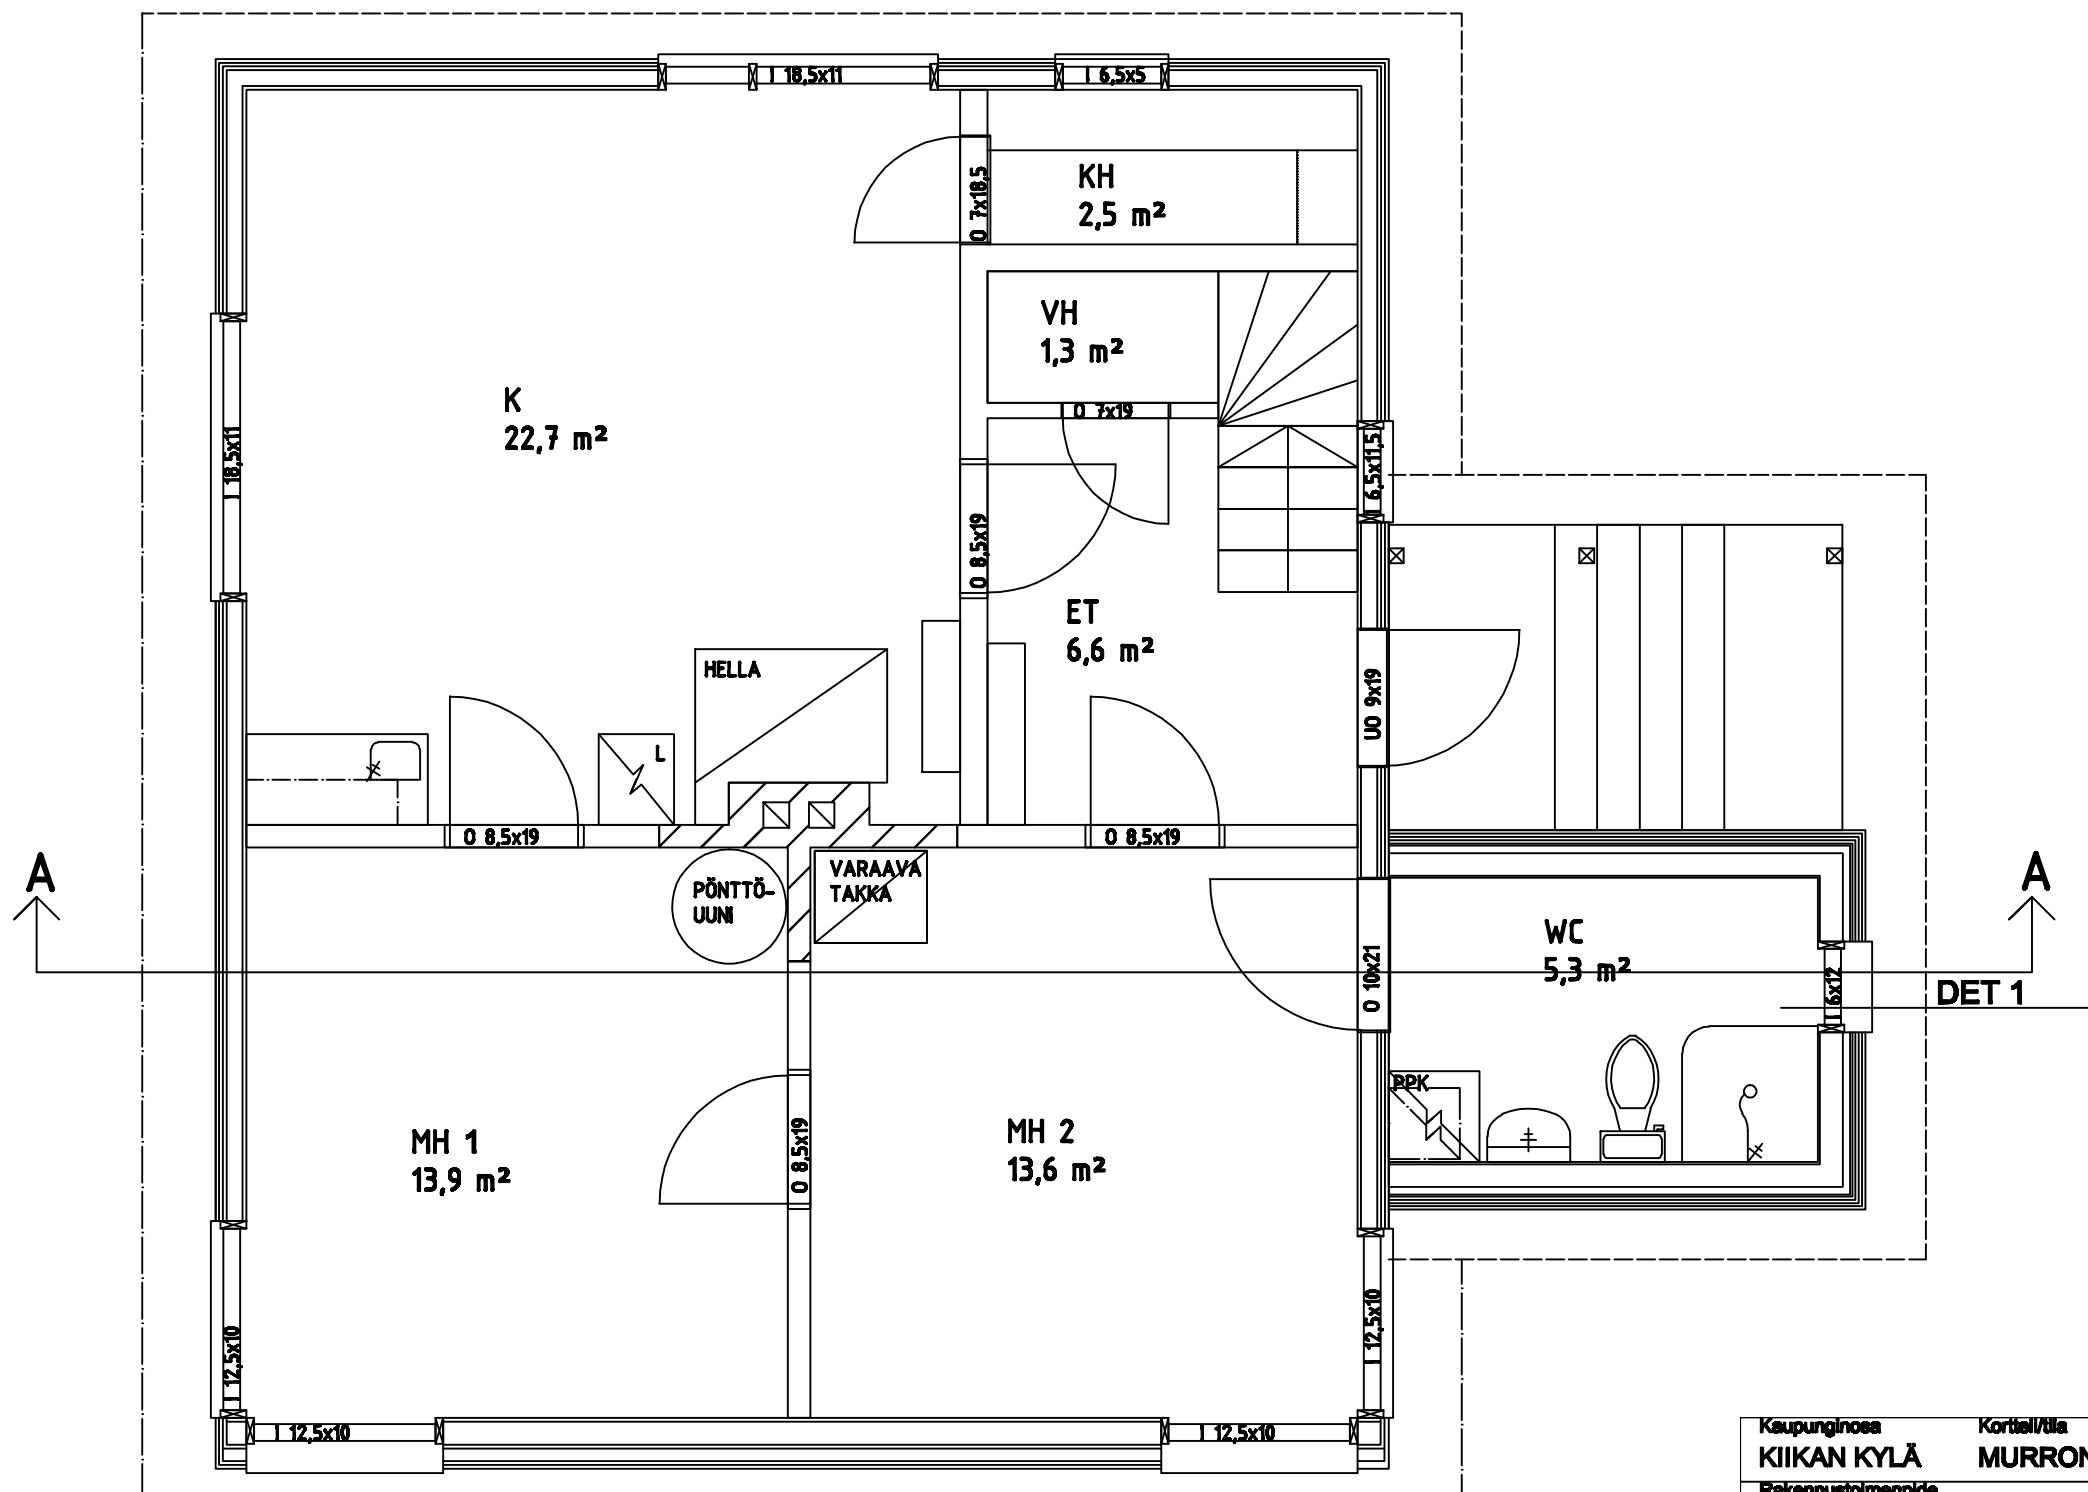 I 18,5x11
I 6,5x5
O 7x18,5
KH
2,5 m²
VH
1,3 m²
O 7x19
K
22,7 m²
I 18,5x11
I 6,5x11,5
O 8,5x19
ET
6,6 m²
HELLA
UO 9x19
L
O 8,5x19
O 8,5x19
A
A
PÖNTTÖ-
UUNI
VARAAVA
TAKKA
WC
5,3 m²
O 10x21
I 6x12
DET 1
PPK
MH 1
13,9 m²
O 8,5x19
MH 2
13,6 m²
I 12,5x10
I 12,5x10
I 12,5x10
I 12,5x10
Kaupunginosa Kortteli/tila
KIIKAN KYLÄ MURRON
Rakennustoimenpide